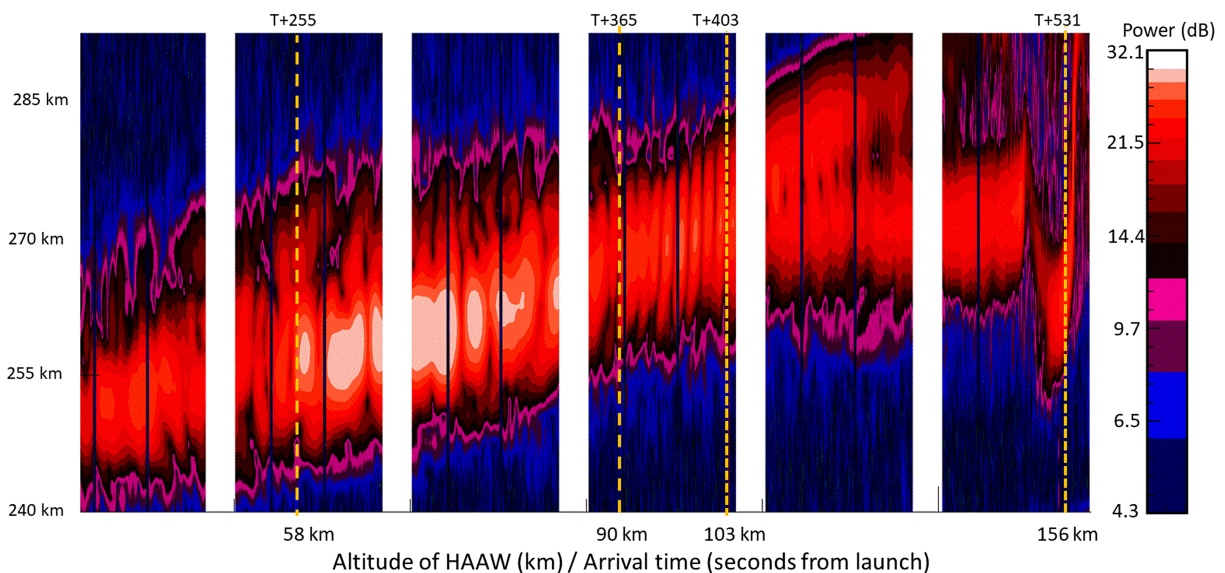 T+255
T+365
T+403
T+531
Power (dB)
32.1
285 km
21.5
270 km
14.4
9.7
255 km
6.5
240 km
4.3
58 km
90 km
103 km
156 km
Altitude of HAAW (km) / Arrival time (seconds from launch)